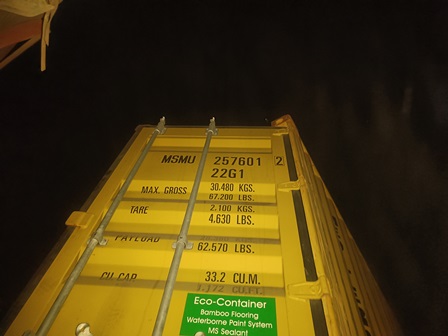 MSMU 257601 2
22G1
MAX. GROSS 30.480 KGS.
67.200 LBS.
TARE 2.100 KGS.
4.630 LBS.
PAYLOAD
62.570 LBS.
CU.CAP. 33.2 CU.M.
Eco-Container
Bamboo Flooring
Waterborne Paint System
MS Sealant